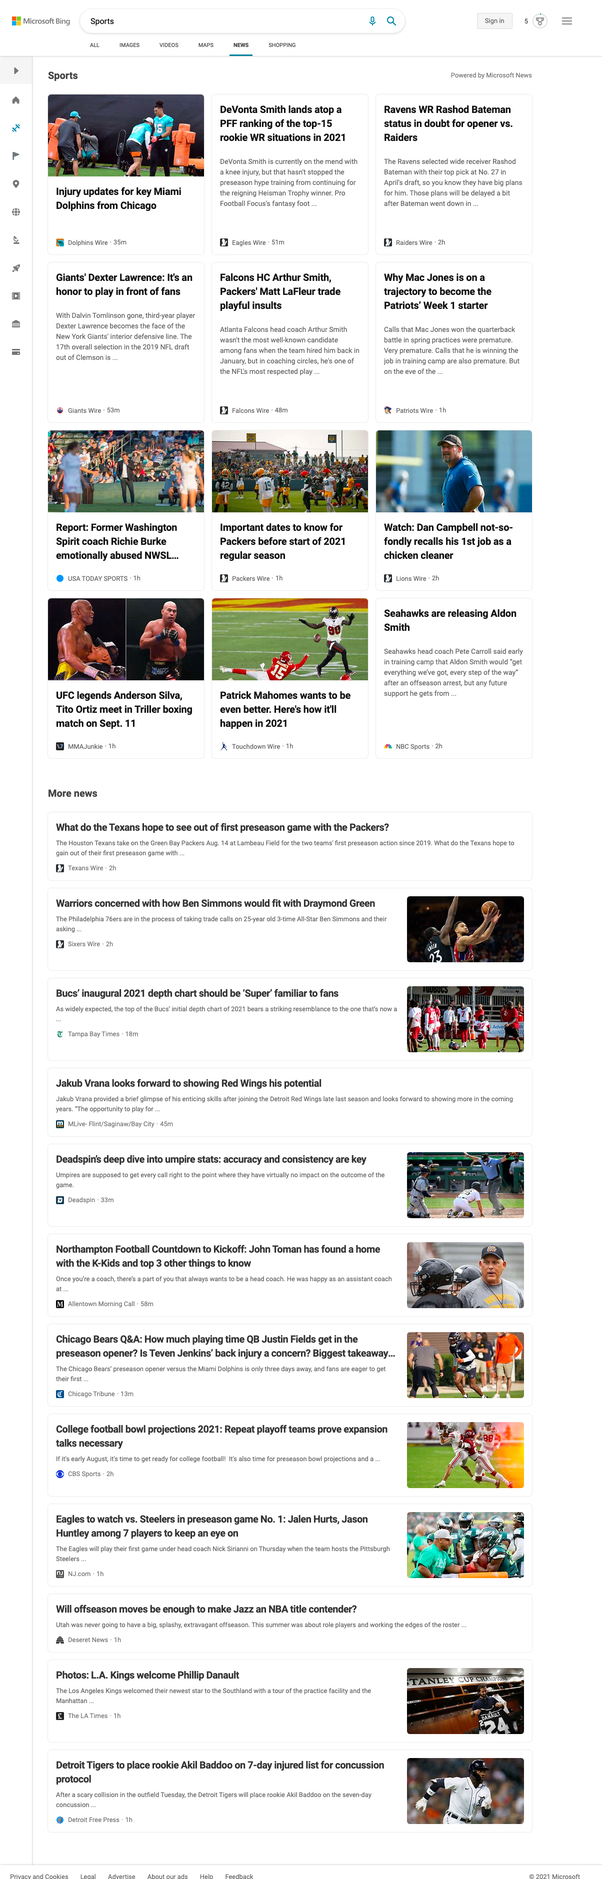 Microsoft Bing
Sports
Sign in
5
ALL
IMAGES
VIDEOS
MAPS
NEWS
SHOPPING
Sports
Powered by Microsoft News
Injury updates for key Miami
Dolphins from Chicago
Dolphins Wire · 35m
DeVonta Smith lands atop a
PFF ranking of the top-15
rookie WR situations in 2021
DeVonta Smith is currently on the mend with
a knee injury, but that hasn't stopped the
preseason hype training from continuing for
the reigning Heisman Trophy winner. Pro
Football Focus's fantasy foot ...
Eagles Wire · 51m
Ravens WR Rashod Bateman
status in doubt for opener vs.
Raiders
The Ravens selected wide receiver Rashod
Bateman with their top pick at No. 27 in
April's draft, so you know they have big plans
for him. Those plans will be delayed a bit
after Bateman went down in ...
Raiders Wire · 2h
Giants' Dexter Lawrence: It's an
honor to play in front of fans
With Dalvin Tomlinson gone, third-year player
Dexter Lawrence becomes the face of the
New York Giants' interior defensive line. The
17th overall selection in the 2019 NFL draft
out of Clemson is ...
Giants Wire · 53m
Falcons HC Arthur Smith,
Packers' Matt LaFleur trade
playful insults
Atlanta Falcons head coach Arthur Smith
wasn't the most well-known candidate
among fans when the team hired him back in
January, but in coaching circles, he's one of
the NFL's most respected play ...
Falcons Wire · 48m
Why Mac Jones is on a
trajectory to become the
Patriots' Week 1 starter
Calls that Mac Jones won the quarterback
battle in spring practices were premature.
Very premature. Calls that he is winning the
job in training camp are also premature. But
on the eve of the ...
Patriots Wire · 1h
Report: Former Washington
Spirit coach Richie Burke
emotionally abused NWSL...
USA TODAY SPORTS · 1h
Important dates to know for
Packers before start of 2021
regular season
Packers Wire · 1h
Watch: Dan Campbell not-so-
fondly recalls his 1st job as a
chicken cleaner
Lions Wire · 2h
UFC legends Anderson Silva,
Tito Ortiz meet in Triller boxing
match on Sept. 11
MMAJunkie · 1h
Patrick Mahomes wants to be
even better. Here's how it'll
happen in 2021
Touchdown Wire · 1h
Seahawks are releasing Aldon
Smith
Seahawks head coach Pete Carroll said early
in training camp that Aldon Smith would "get
everything we've got, every step of the way"
after an offseason arrest, but any future
support he gets from ...
NBC Sports · 2h
More news
What do the Texans hope to see out of first preseason game with the Packers?
The Houston Texans take on the Green Bay Packers Aug. 14 at Lambeau Field for the two teams' first preseason action since 2019. What do the Texans hope to
gain out of their first preseason game with ...
Texans Wire · 2h
Warriors concerned with how Ben Simmons would fit with Draymond Green
The Philadelphia 76ers are in the process of taking trade calls on 25-year old 3-time All-Star Ben Simmons and their
asking ...
Sixers Wire · 2h
23
Bucs' inaugural 2021 depth chart should be 'Super' familiar to fans
As widely expected, the top of the Bucs' initial depth chart of 2021 bears a striking resemblance to the one that's now a
...
Tampa Bay Times · 18m
Jakub Vrana looks forward to showing Red Wings his potential
Jakub Vrana provided a brief glimpse of his enticing skills after joining the Detroit Red Wings late last season and looks forward to showing more in the coming
years. "The opportunity to play for ...
MLive- Flint/Saginaw/Bay City · 45m
Deadspin's deep dive into umpire stats: accuracy and consistency are key
Umpires are supposed to get every call right to the point where they have virtually no impact on the outcome of the
game.
Deadspin · 33m
Northampton Football Countdown to Kickoff: John Toman has found a home
with the K-Kids and top 3 other things to know
Once you're a coach, there's a part of you that always wants to be a head coach. He was happy as an assistant coach
at ...
Allentown Morning Call · 58m
Chicago Bears Q&A: How much playing time QB Justin Fields get in the
preseason opener? Is Teven Jenkins' back injury a concern? Biggest takeaway...
The Chicago Bears' preseason opener versus the Miami Dolphins is only three days away, and fans are eager to get
their first ...
Chicago Tribune · 13m
College football bowl projections 2021: Repeat playoff teams prove expansion
talks necessary
If it's early August, it's time to get ready for college football! It's also time for preseason bowl projections and a ...
CBS Sports · 2h
Eagles to watch vs. Steelers in preseason game No. 1: Jalen Hurts, Jason
Huntley among 7 players to keep an eye on
The Eagles will play their first game under head coach Nick Sirianni on Thursday when the team hosts the Pittsburgh
Steelers ...
NJ.com · 1h
Will offseason moves be enough to make Jazz an NBA title contender?
Utah was never going to have a big, splashy, extravagant offseason. This summer was about role players and working the edges of the roster ...
Deseret News · 1h
Photos: L.A. Kings welcome Phillip Danault
The Los Angeles Kings welcomed their newest star to the Southland with a tour of the practice facility and the
Manhattan ...
The LA Times · 1h
STANLEY CUP CHAMPIONS
DANAULT
24
Detroit Tigers to place rookie Akil Baddoo on 7-day injured list for concussion
protocol
After a scary collision in the outfield Tuesday, the Detroit Tigers will place rookie Akil Baddoo on the seven-day
concussion ...
Detroit Free Press · 1h
Privacy and Cookies
Legal
Advertise
About our ads
Help
Feedback
© 2021 Microsoft